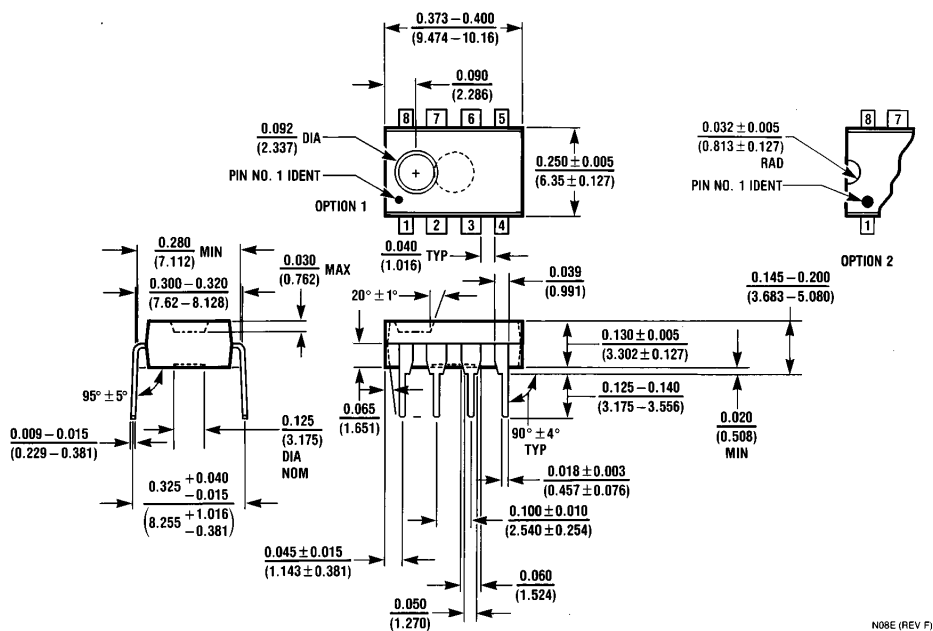 0.373 – 0.400
(9.474 – 10.16)
0.090
(2.286)
8 7 6 5
0.092 DIA
(2.337)
PIN NO. 1 IDENT
OPTION 1
1 2 3 4
0.250 ± 0.005
(6.35 ± 0.127)
0.032 ± 0.005
(0.813 ± 0.127)
RAD
PIN NO. 1 IDENT
8 7
1
OPTION 2
0.280 MIN
(7.112)
0.300 – 0.320
(7.62 – 8.128)
0.030 MAX
(0.762)
0.040 TYP
(1.016)
0.039
(0.991)
0.145 – 0.200
(3.683 – 5.080)
20° ± 1°
0.130 ± 0.005
(3.302 ± 0.127)
95° ± 5°
0.065
(1.651)
0.125 – 0.140
(3.175 – 3.556)
0.020
(0.508)
MIN
90° ± 4°
TYP
0.009 – 0.015
(0.229 – 0.381)
0.125
(3.175)
DIA
NOM
0.018 ± 0.003
(0.457 ± 0.076)
0.325 +0.040
-0.015
(8.255 +1.016
-0.381)
0.100 ± 0.010
(2.540 ± 0.254)
0.045 ± 0.015
(1.143 ± 0.381)
0.060
(1.524)
0.050
(1.270)
N08E (REV F)